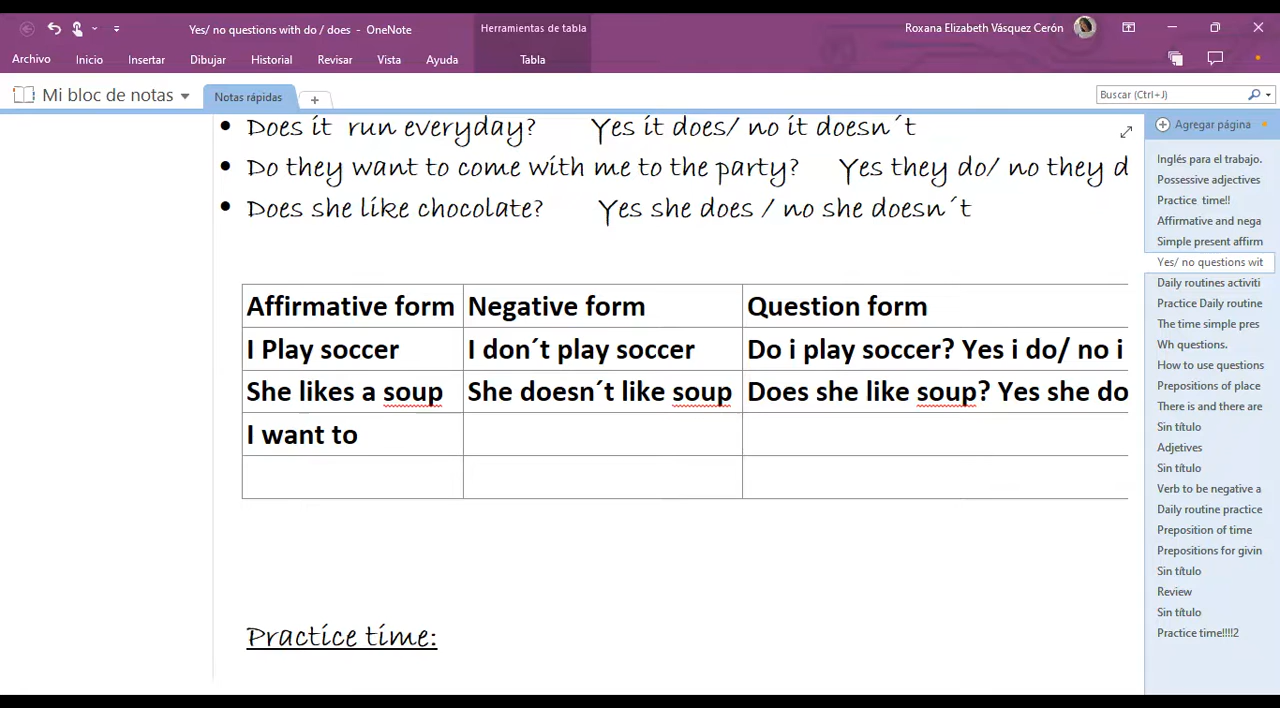 Yes/ no questions with do / does - OneNote
Herramientas de tabla
Roxana Elizabeth Vásquez Cerón
Archivo
Inicio
Insertar
Dibujar
Historial
Revisar
Vista
Ayuda
Tabla
Mi bloc de notas
Notas rápidas
Buscar (Ctrl+J)
• Does it run everyday? Yes it does/ no it doesn´t
• Do they want to come with me to the party? Yes they do/ no they d
• Does she like chocolate? Yes she does / no she doesn´t
Affirmative form Negative form Question form
I Play soccer I don´t play soccer Do i play soccer? Yes i do/ no i
She likes a soup She doesn´t like soup Does she like soup? Yes she do
I want to
Practice time:
Agregar página
Inglés para el trabajo.
Possessive adjectives
Practice time!!
Affirmative and nega
Simple present affirm
Yes/ no questions wit
Daily routines activiti
Practice Daily routine
The time simple pres
Wh questions.
How to use questions
Prepositions of place
There is and there are
Sin título
Adjetives
Sin título
Verb to be negative a
Daily routine practice
Preposition of time
Prepositions for givin
Sin título
Review
Sin título
Practice time!!!!2